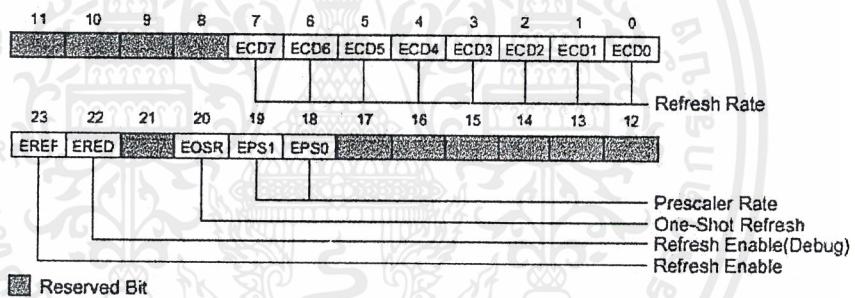 11 10 9 8 7 6 5 4 3 2 1 0
ECD7 ECD6 ECD5 ECD4 ECD3 ECD2 ECD1 ECD0
Refresh Rate
23 22 21 20 19 18 17 16 15 14 13 12
EREF ERED EOSR EPS1 EPS0
Prescaler Rate
One-Shot Refresh
Refresh Enable(Debug)
Refresh Enable
Reserved Bit